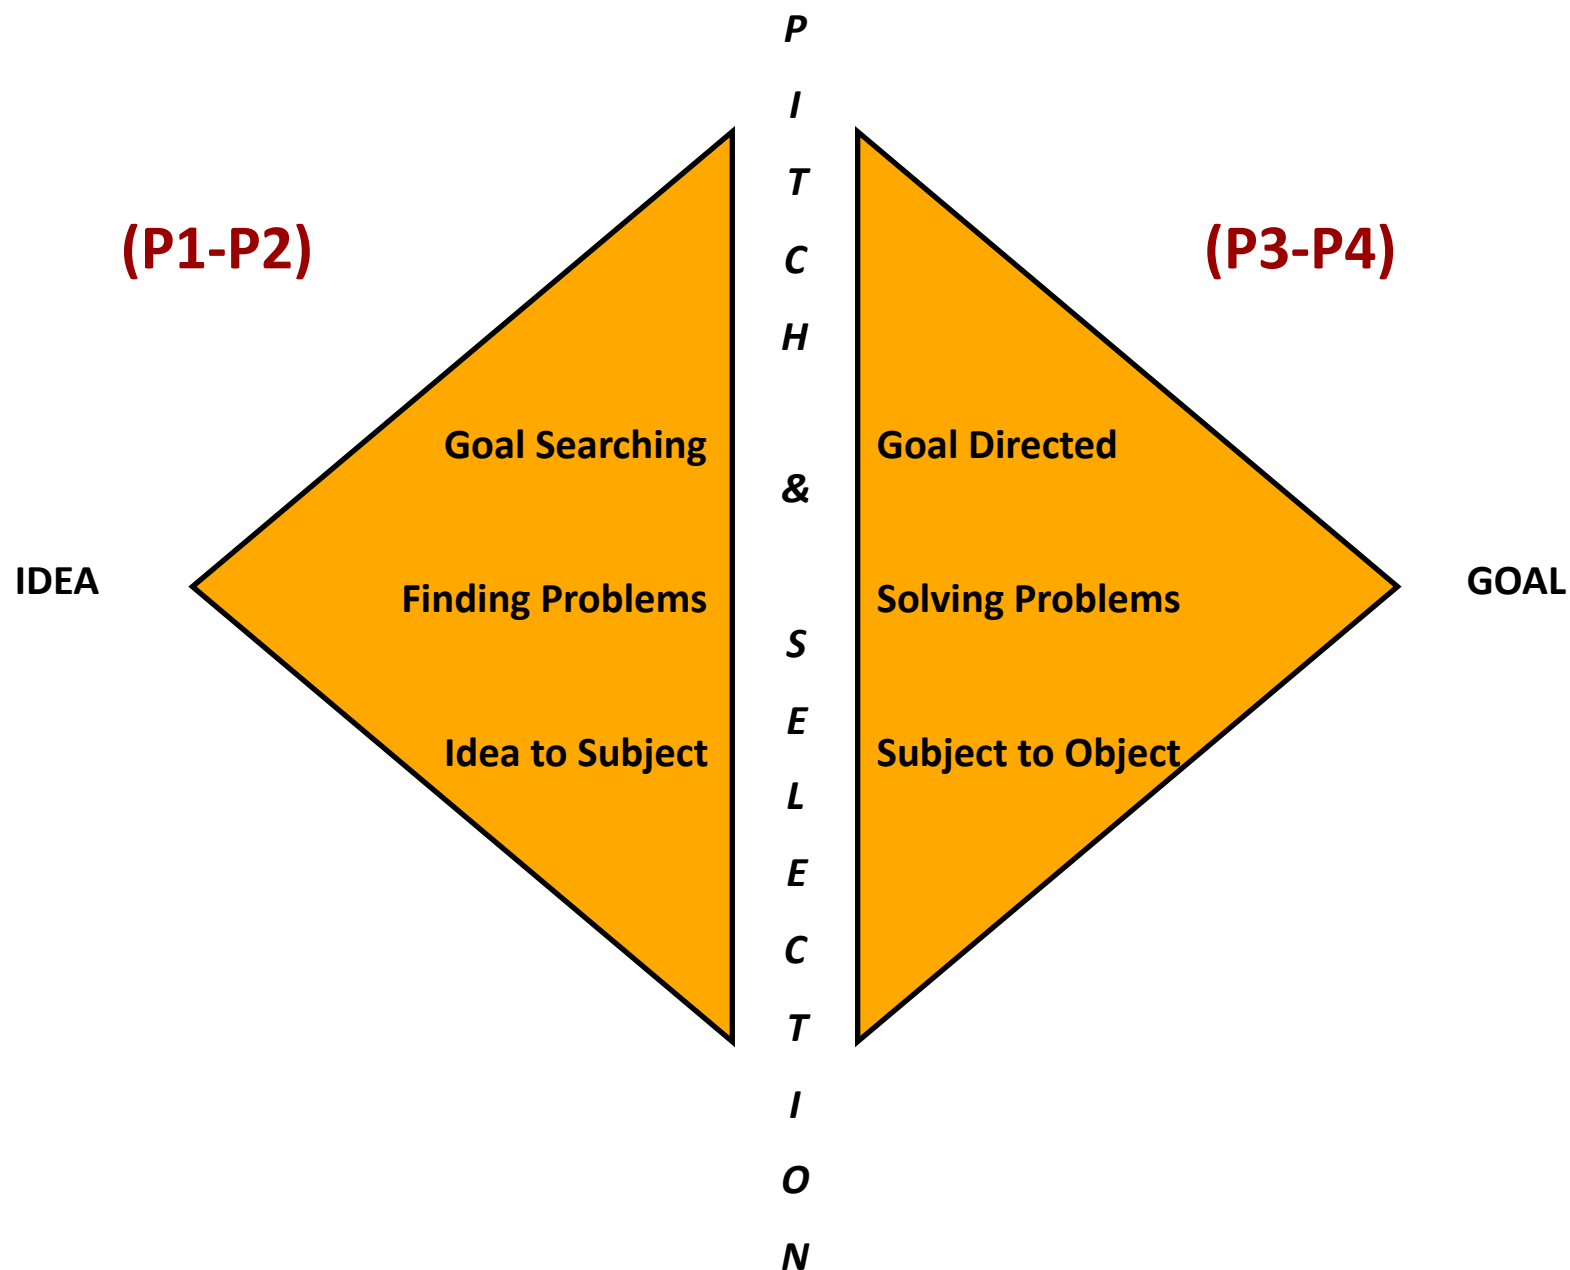 (P1-P2)
(P3-P4)
IDEA
Goal Searching
Finding Problems
Idea to Subject
P
I
T
C
H
&
S
E
L
E
C
T
I
O
N
Goal Directed
Solving Problems
Subject to Object
GOAL